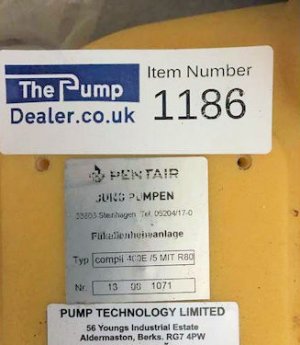 The Pump
Dealer.co.uk
Item Number
1186
PENTAIR
JUNG PUMPEN
33803 Steinhagen Tel. 05204/17-0
Fäkalienhebeanlage
Typ compli 400E /5 MIT R80
Nr. 13 06 1071
PUMP TECHNOLOGY LIMITED
56 Youngs Industrial Estate
Aldermaston, Berks. RG7 4PW